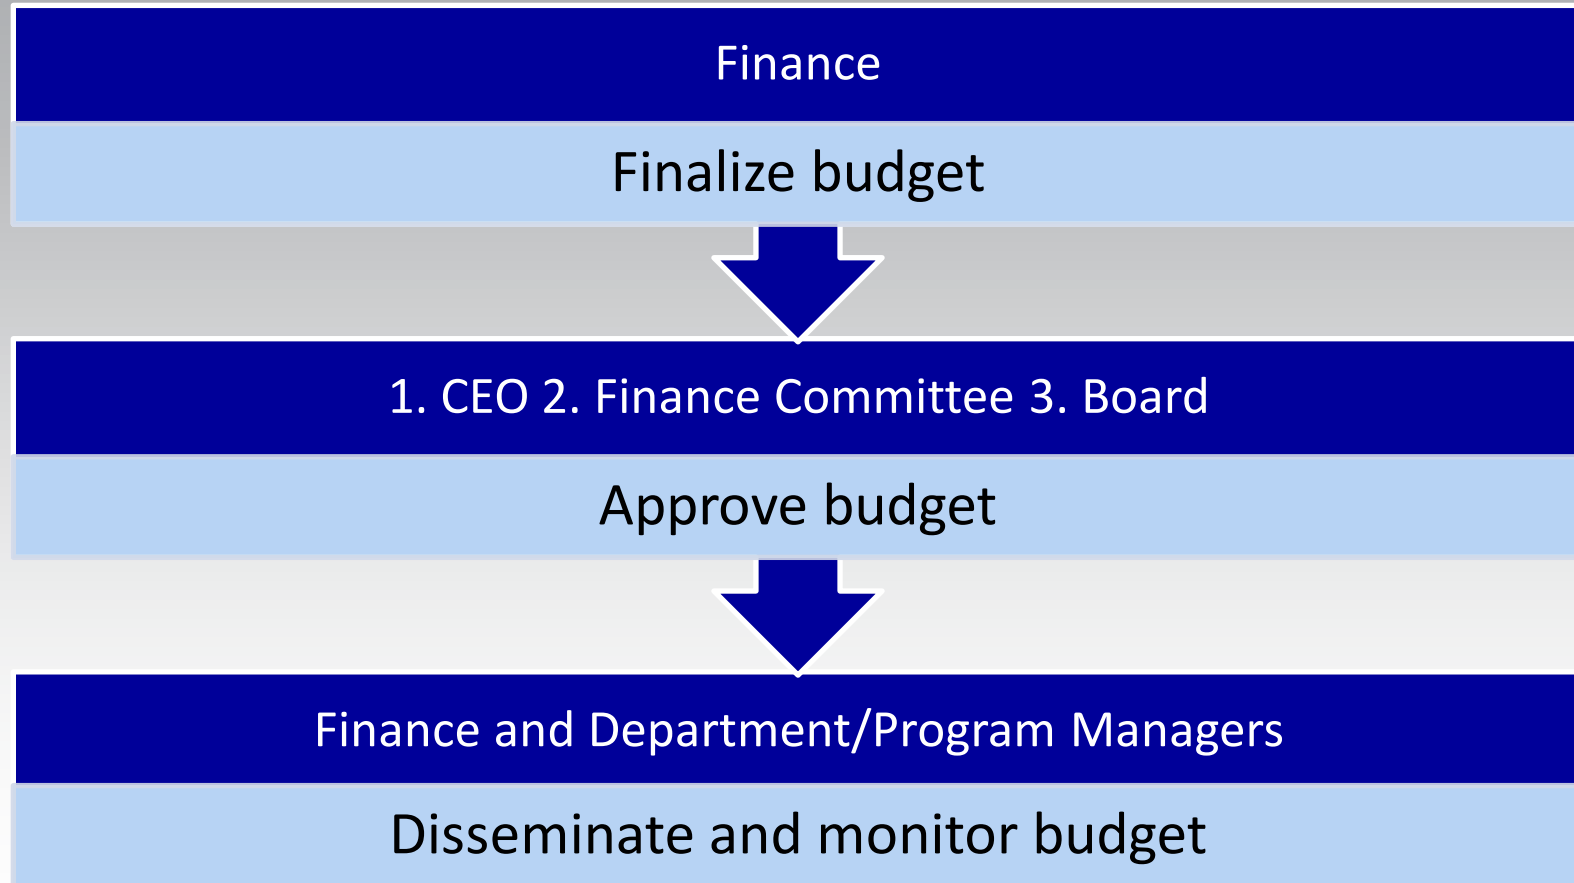 Finance
Finalize budget
1. CEO 2. Finance Committee 3. Board
Approve budget
Finance and Department/Program Managers
Disseminate and monitor budget